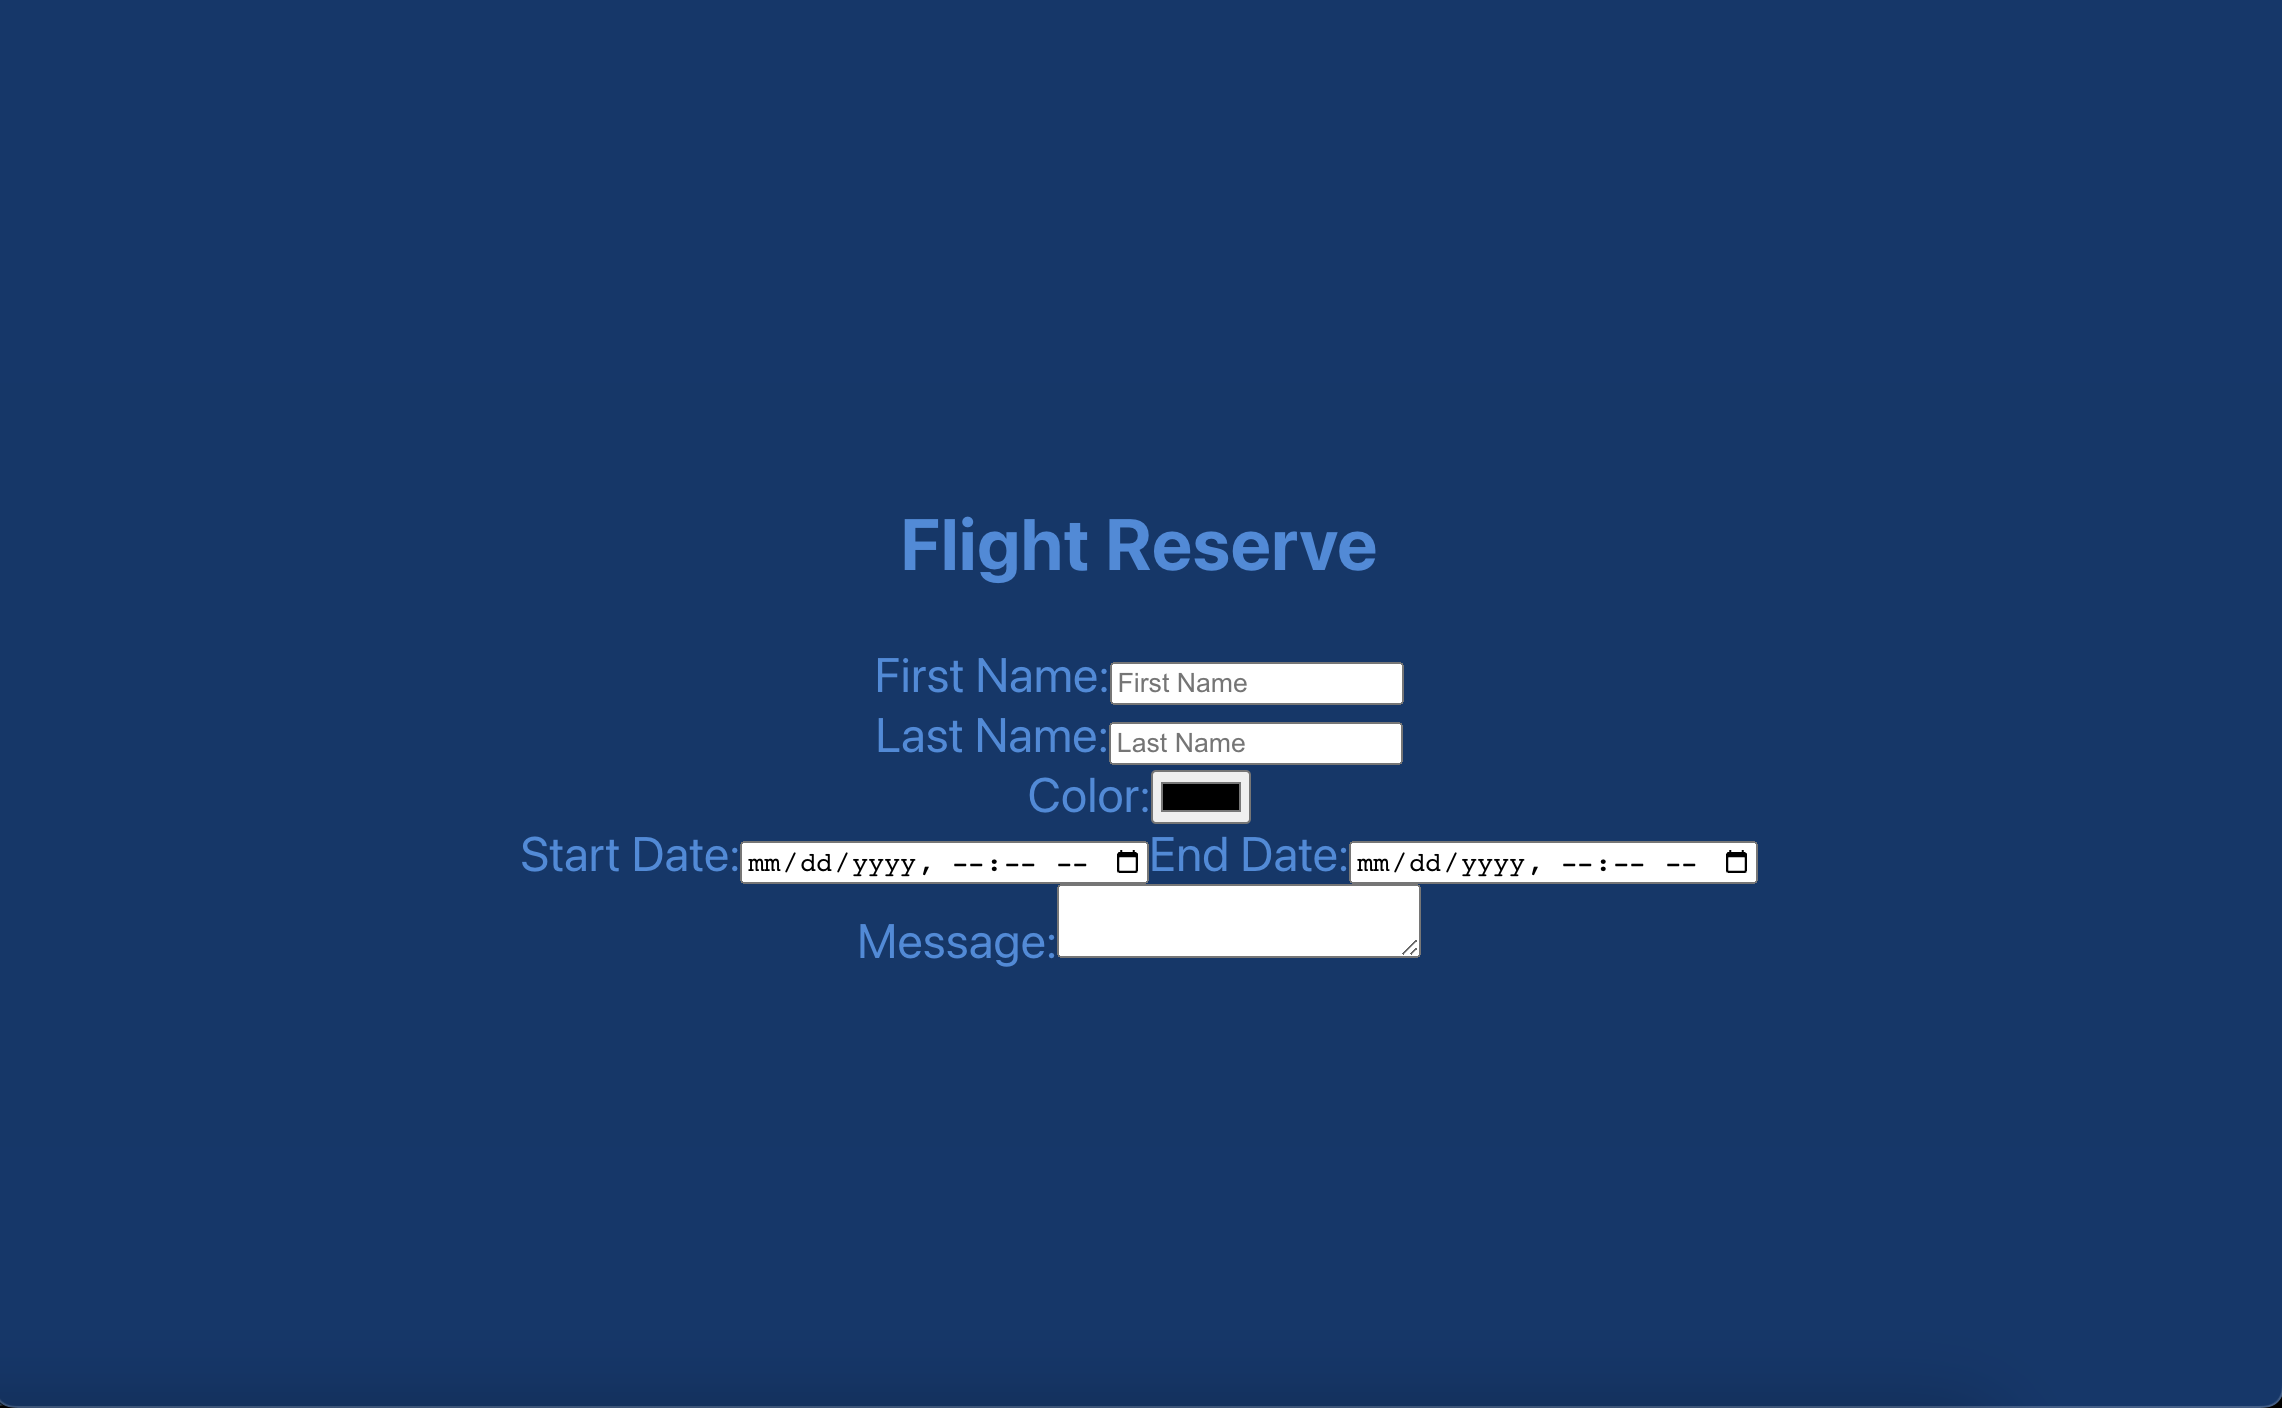 Flight Reserve
First Name: First Name
Last Name: Last Name
Color:
Start Date: mm/dd/yyyy, --:-- -- End Date: mm/dd/yyyy, --:-- --
Message: